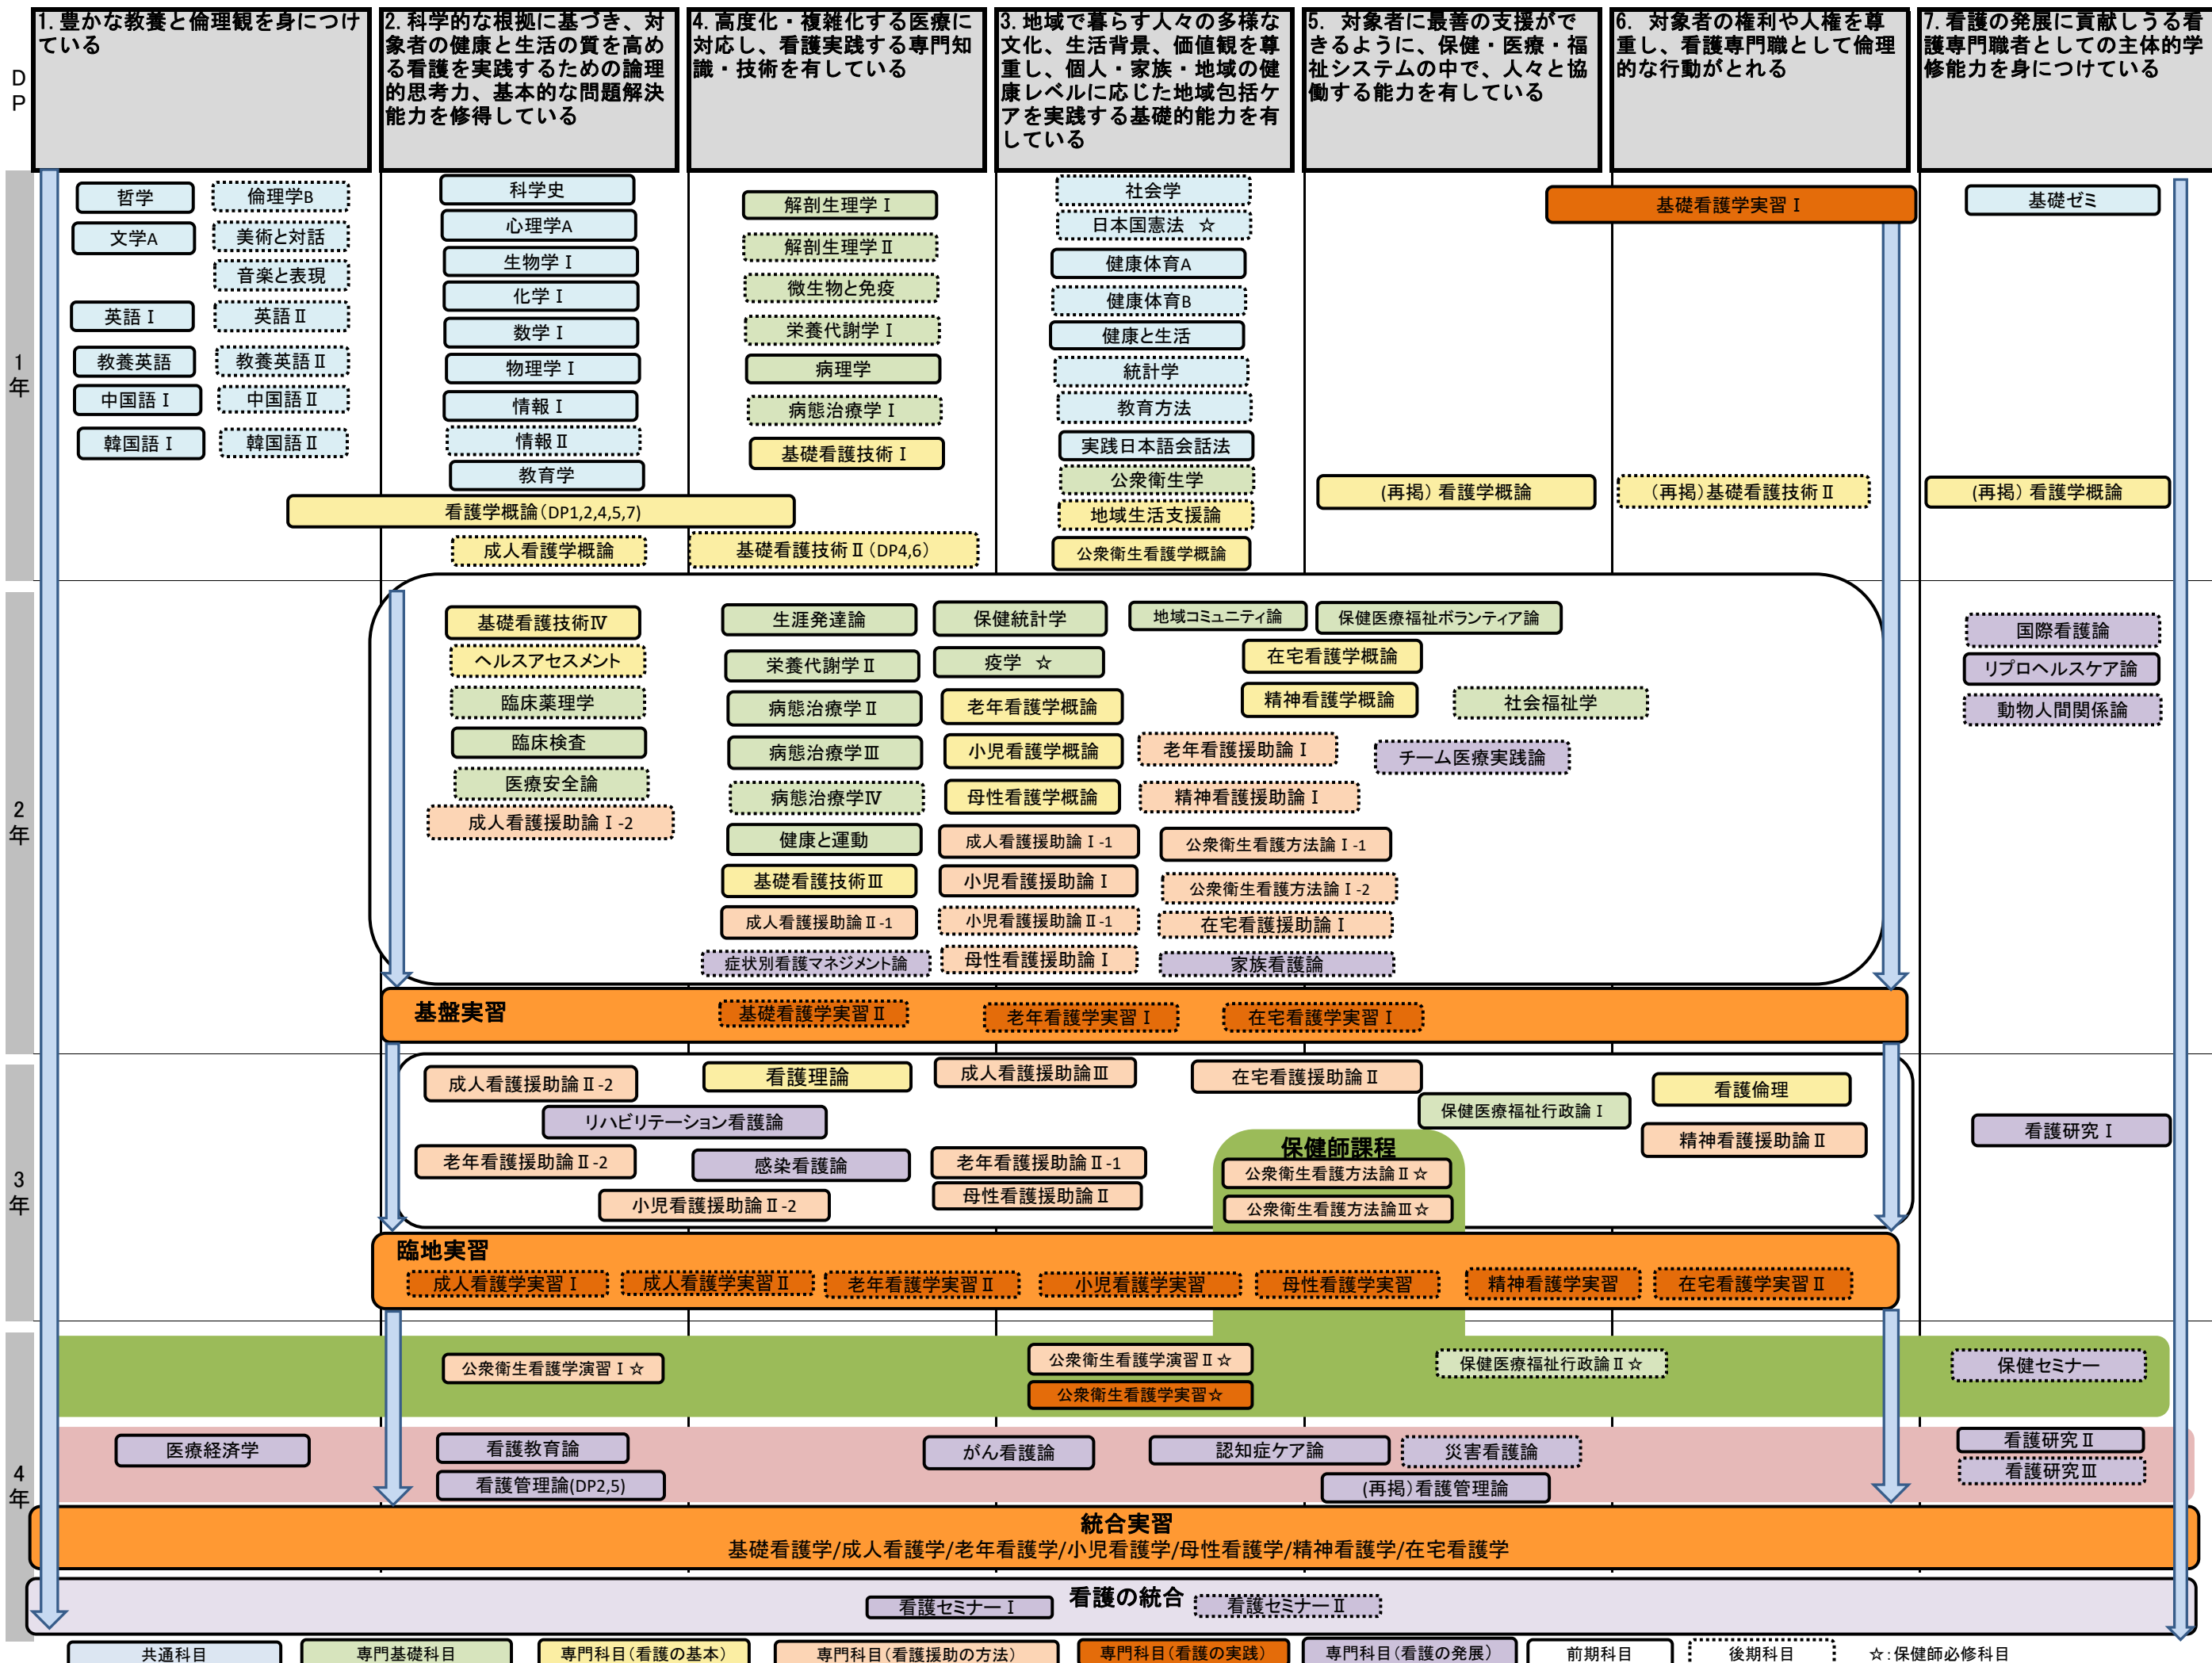 DP
1. 豊かな教養と倫理観を身につけ
ている
2. 科学的な根拠に基づき、対
象者の健康と生活の質を高め
る看護を実践するための論理
的思考力、基本的な問題解決
能力を修得している
4. 高度化・複雑化する医療に
対応し、看護実践する専門知
識・技術を有している
3. 地域で暮らす人々の多様な
文化、生活背景、価値観を尊
重し、個人・家族・地域の健
康レベルに応じた地域包括ケ
アを実践する基礎的能力を有
している
5. 対象者に最善の支援がで
きるように、保健・医療・福
祉システムの中で、人々と協
働する能力を有している
6. 対象者の権利や人権を尊
重し、看護専門職として倫理
的な行動がとれる
7. 看護の発展に貢献しうる看
護専門職者としての主体的学
修能力を身につけている
1年
哲学
倫理学B
文学A
美術と対話
音楽と表現
英語Ⅰ
英語Ⅱ
教養英語
教養英語Ⅱ
中国語Ⅰ
中国語Ⅱ
韓国語Ⅰ
韓国語Ⅱ
科学史
心理学A
生物学Ⅰ
化学Ⅰ
数学Ⅰ
物理学Ⅰ
情報Ⅰ
情報Ⅱ
教育学
看護学概論(DP1,2,4,5,7)
成人看護学概論
解剖生理学Ⅰ
解剖生理学Ⅱ
微生物と免疫
栄養代謝学Ⅰ
病理学
病態治療学Ⅰ
基礎看護技術Ⅰ
基礎看護技術Ⅱ(DP4,6)
社会学
日本国憲法 ☆
健康体育A
健康体育B
健康と生活
統計学
教育方法
実践日本語会話法
公衆衛生学
地域生活支援論
公衆衛生看護学概論
(再掲) 看護学概論
基礎看護学実習Ⅰ
(再掲)基礎看護技術Ⅱ
基礎ゼミ
(再掲) 看護学概論
2年
基礎看護技術Ⅳ
ヘルスアセスメント
臨床薬理学
臨床検査
医療安全論
成人看護援助論Ⅰ-2
生涯発達論
栄養代謝学Ⅱ
病態治療学Ⅱ
病態治療学Ⅲ
病態治療学Ⅳ
健康と運動
基礎看護技術Ⅲ
成人看護援助論Ⅱ-1
症状別看護マネジメント論
保健統計学
疫学 ☆
老年看護学概論
小児看護学概論
母性看護学概論
成人看護援助論Ⅰ-1
小児看護援助論Ⅰ
小児看護援助論Ⅱ-1
母性看護援助論Ⅰ
地域コミュニティ論
保健医療福祉ボランティア論
在宅看護学概論
精神看護学概論
社会福祉学
老年看護援助論Ⅰ
チーム医療実践論
精神看護援助論Ⅰ
公衆衛生看護方法論Ⅰ-1
公衆衛生看護方法論Ⅰ-2
在宅看護援助論Ⅰ
家族看護論
国際看護論
リプロヘルスケア論
動物人間関係論
基盤実習
基礎看護学実習Ⅱ
老年看護学実習Ⅰ
在宅看護学実習Ⅰ
3年
成人看護援助論Ⅱ-2
看護理論
成人看護援助論Ⅲ
在宅看護援助論Ⅱ
看護倫理
リハビリテーション看護論
保健医療福祉行政論Ⅰ
看護研究Ⅰ
精神看護援助論Ⅱ
保健師課程
老年看護援助論Ⅱ-2
感染看護論
老年看護援助論Ⅱ-1
公衆衛生看護方法論Ⅱ☆
小児看護援助論Ⅱ-2
母性看護援助論Ⅱ
公衆衛生看護方法論Ⅲ☆
臨地実習
成人看護学実習Ⅰ
成人看護学実習Ⅱ
老年看護学実習Ⅱ
小児看護学実習
母性看護学実習
精神看護学実習
在宅看護学実習Ⅱ
4年
公衆衛生看護学演習Ⅰ☆
公衆衛生看護学演習Ⅱ☆
保健医療福祉行政論Ⅱ☆
保健セミナー
公衆衛生看護学実習☆
医療経済学
看護教育論
がん看護論
認知症ケア論
災害看護論
看護研究Ⅱ
看護管理論(DP2,5)
(再掲)看護管理論
看護研究Ⅲ
統合実習
基礎看護学/成人看護学/老年看護学/小児看護学/母性看護学/精神看護学/在宅看護学
看護の統合
看護セミナーⅠ
看護セミナーⅡ
共通科目
専門基礎科目
専門科目(看護の基本)
専門科目(看護援助の方法)
専門科目(看護の実践)
専門科目(看護の発展)
前期科目
後期科目
☆:保健師必修科目